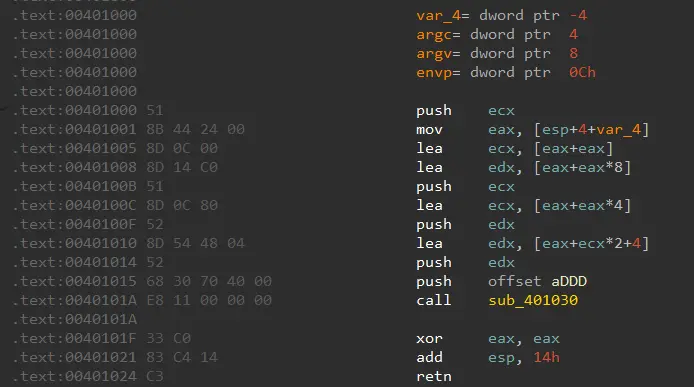 .text:00401000 var_4= dword ptr -4
.text:00401000 argc= dword ptr 4
.text:00401000 argv= dword ptr 8
.text:00401000 envp= dword ptr 0Ch
.text:00401000
.text:00401000 51 push ecx
.text:00401001 8B 44 24 00 mov eax, [esp+4+var_4]
.text:00401005 8D 0C 00 lea ecx, [eax+eax]
.text:00401008 8D 14 C0 lea edx, [eax+eax*8]
.text:0040100B 51 push ecx
.text:0040100C 8D 0C 80 lea ecx, [eax+eax*4]
.text:0040100F 52 push edx
.text:00401010 8D 54 48 04 lea edx, [eax+ecx*2+4]
.text:00401014 52 push edx
.text:00401015 68 30 70 40 00 push offset aDDD
.text:0040101A E8 11 00 00 00 call sub_401030
.text:0040101A
.text:0040101F 33 C0 xor eax, eax
.text:00401021 83 C4 14 add esp, 14h
.text:00401024 C3 retn